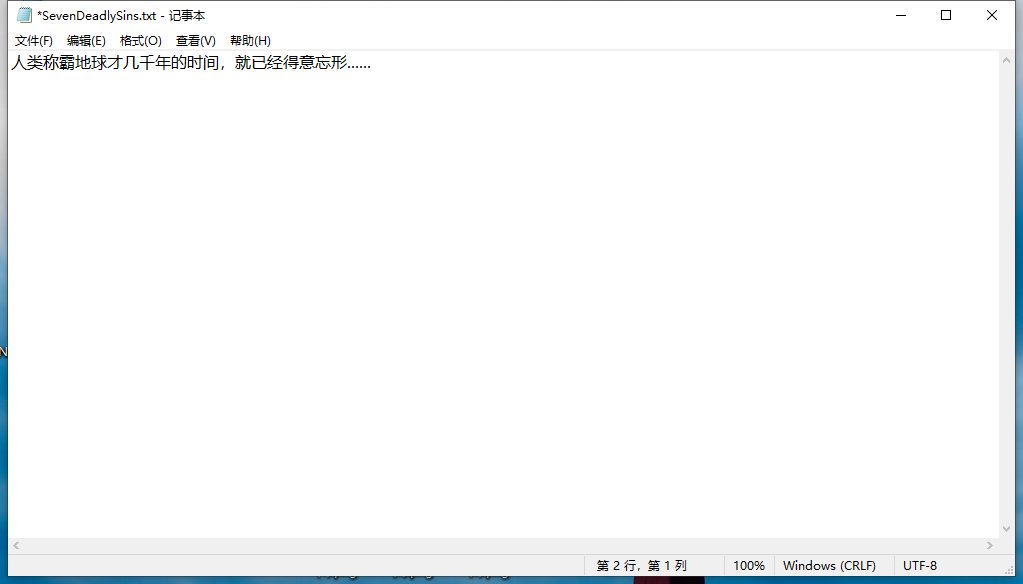 *SevenDeadlySins.txt - 记事本
文件(F) 编辑(E) 格式(O) 查看(V) 帮助(H)
人类称霸地球才几千年的时间，就已经得意忘形......
N
第 2 行，第 1 列 100% Windows (CRLF) UTF-8